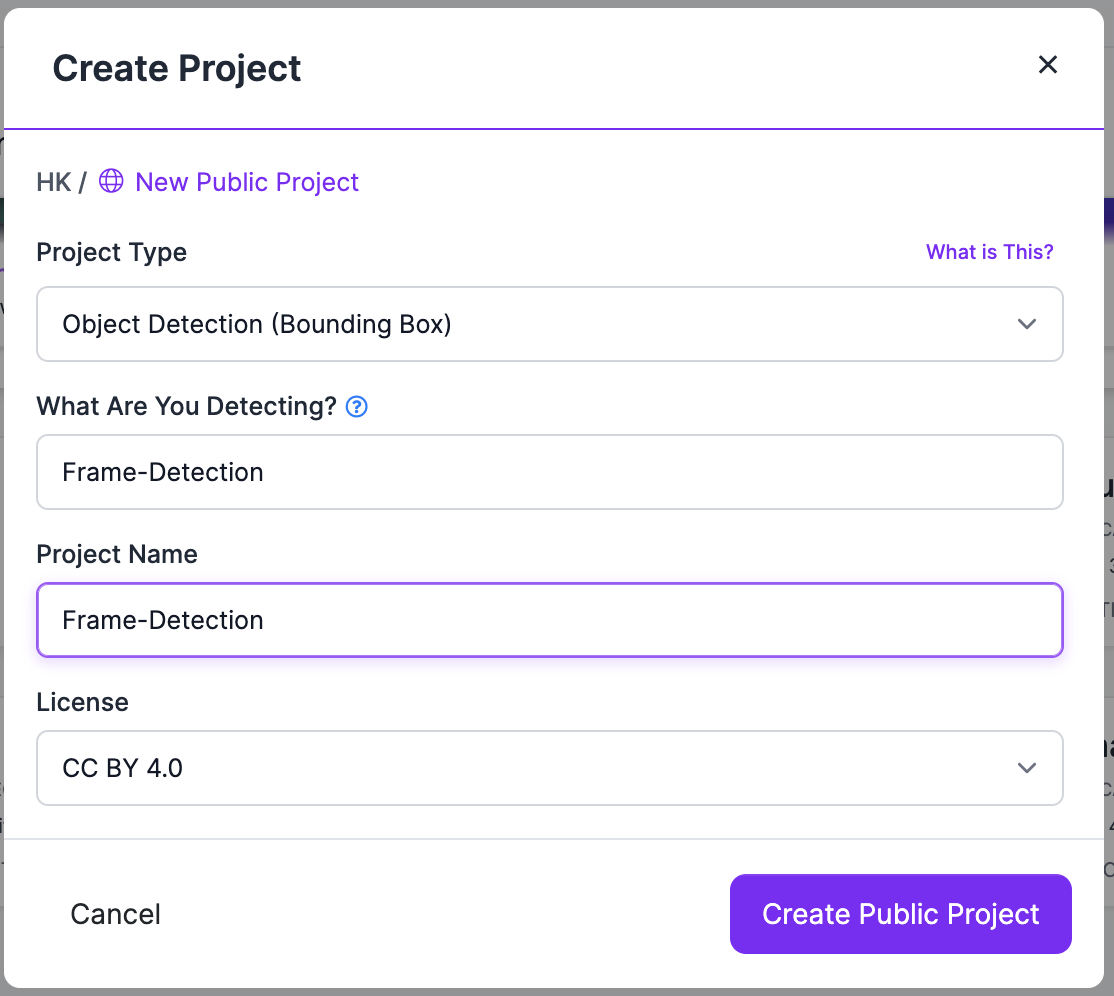 Create Project
HK / New Public Project
Project Type
What is This?
Object Detection (Bounding Box)
What Are You Detecting?
Frame-Detection
Project Name
Frame-Detection
License
CC BY 4.0
Cancel
Create Public Project